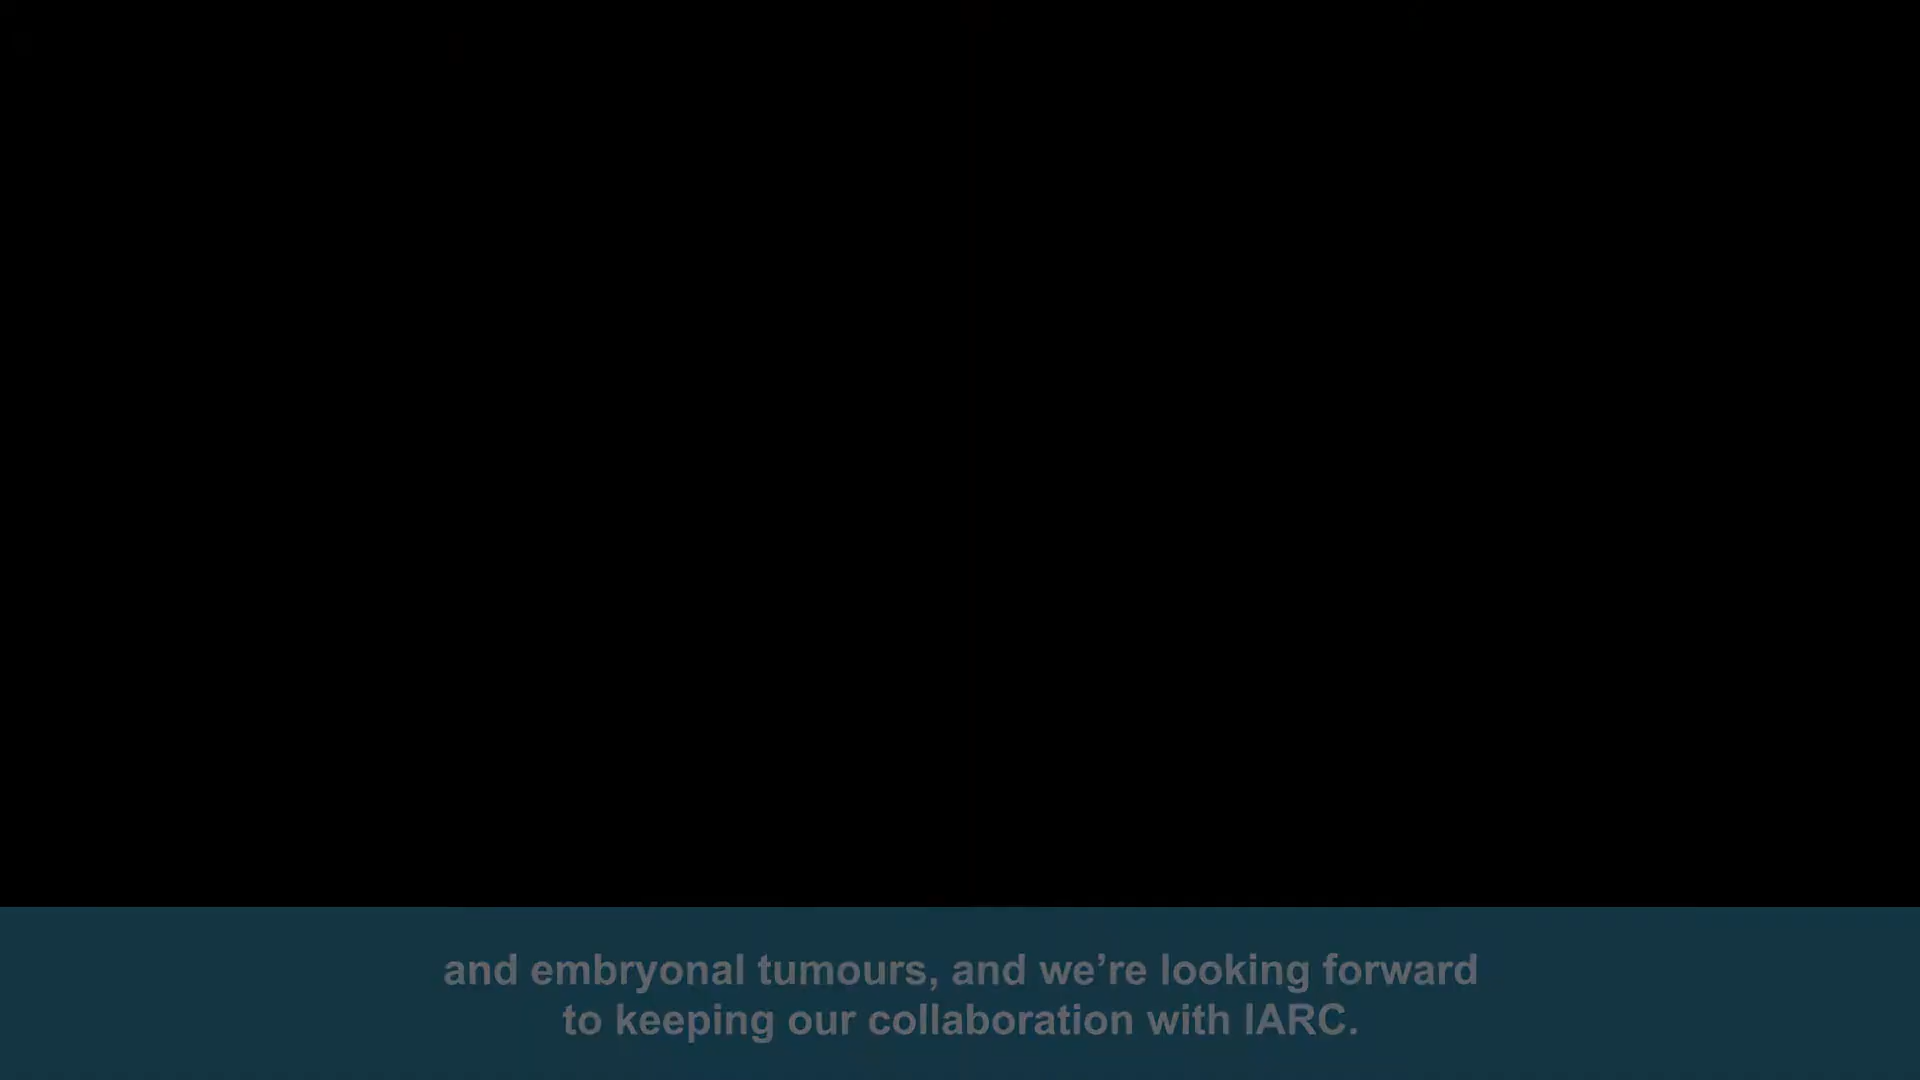 and embryonal tumours, and we’re looking forward
to keeping our collaboration with IARC.